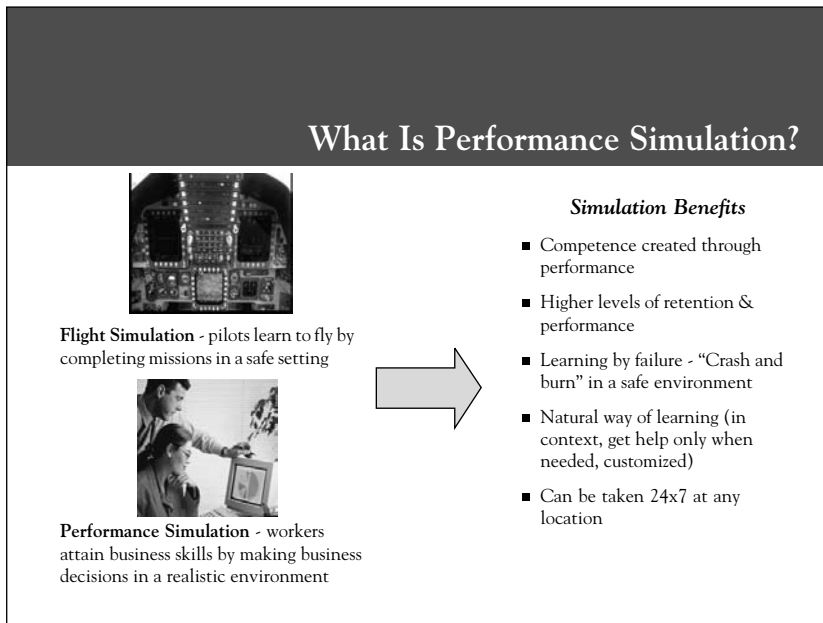 What Is Performance Simulation?
Flight Simulation - pilots learn to fly by
completing missions in a safe setting
Performance Simulation - workers
attain business skills by making business
decisions in a realistic environment
Simulation Benefits
■ Competence created through
performance
■ Higher levels of retention &
performance
■ Learning by failure - “Crash and
burn” in a safe environment
■ Natural way of learning (in
context, get help only when
needed, customized)
■ Can be taken 24x7 at any
location